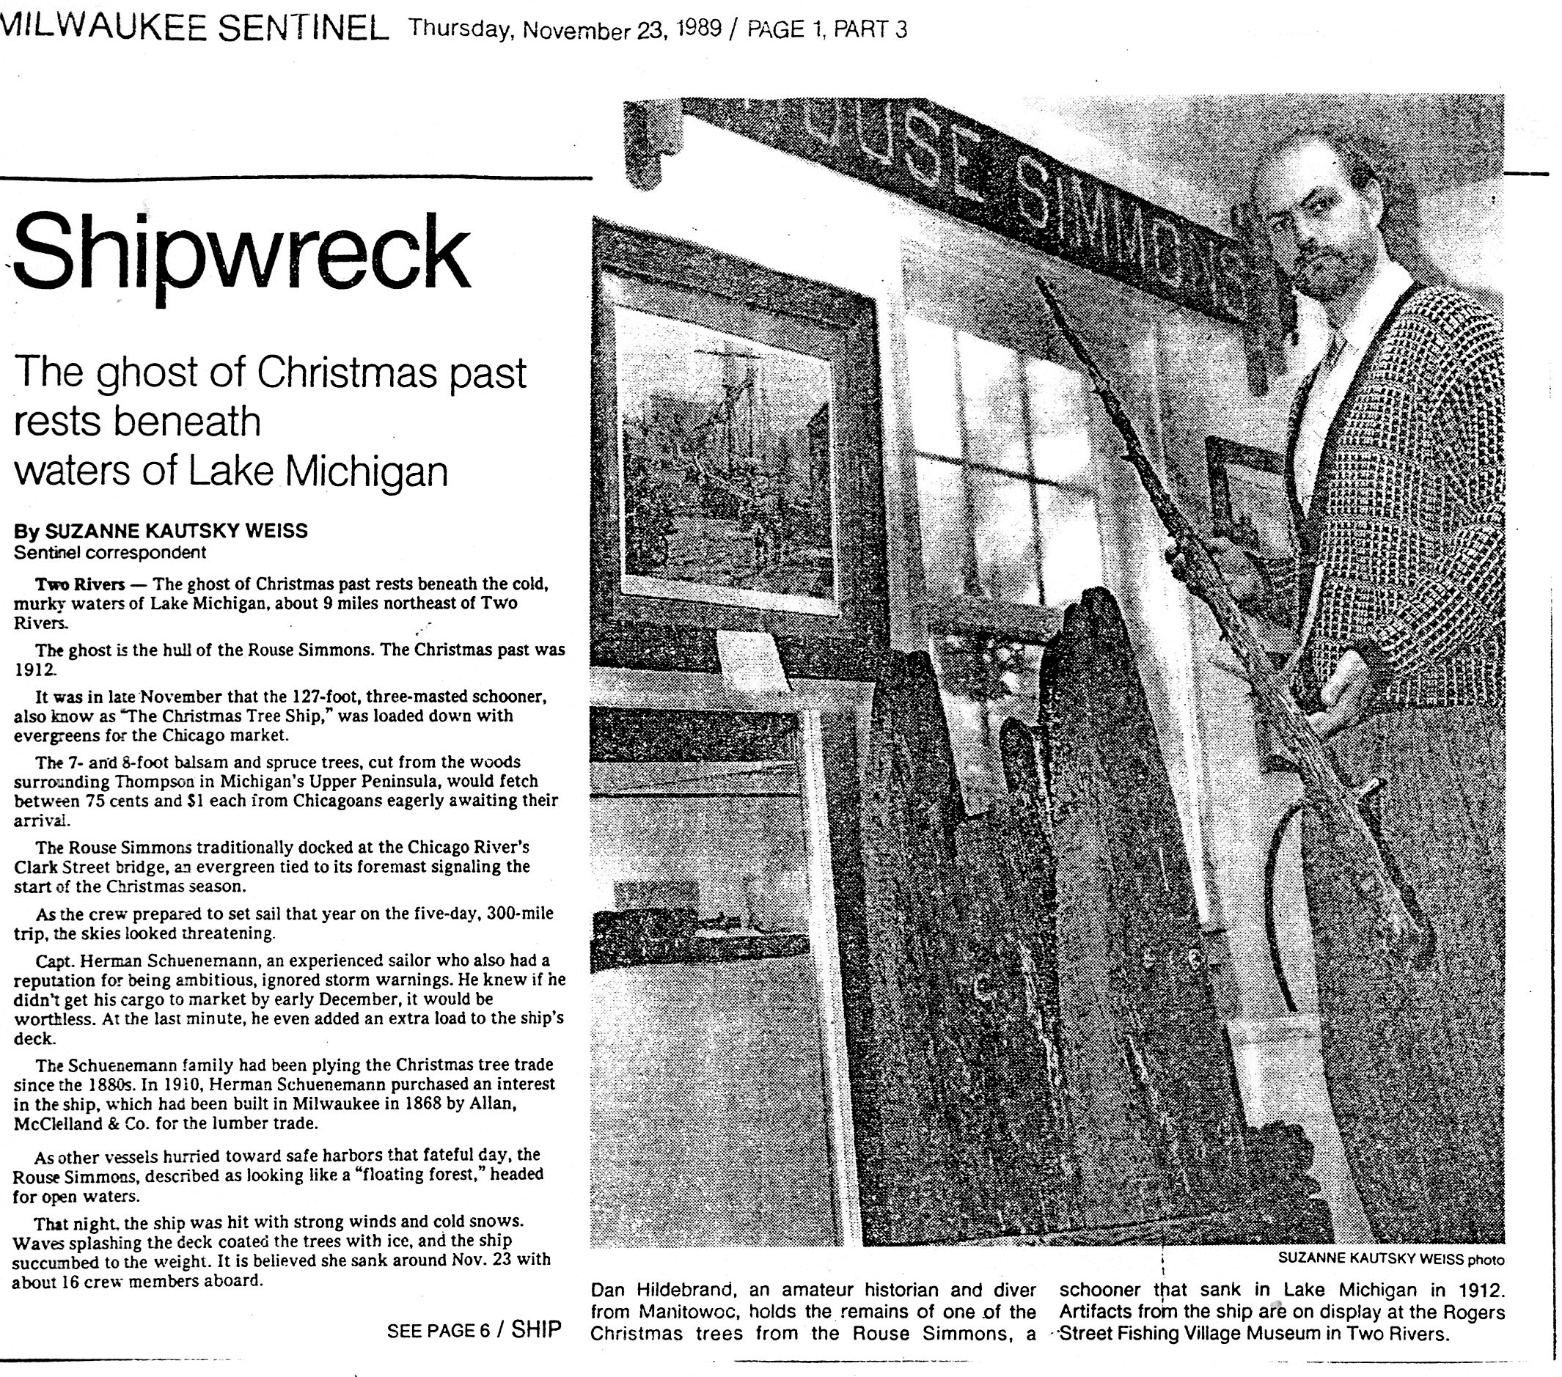 MILWAUKEE SENTINEL Thursday, November 23, 1989 / PAGE 1, PART 3
Shipwreck
The ghost of Christmas past
rests beneath
waters of Lake Michigan
By SUZANNE KAUTSKY WEISS
Sentinel correspondent
Two Rivers — The ghost of Christmas past rests beneath the cold,
murky waters of Lake Michigan, about 9 miles northeast of Two
Rivers.
The ghost is the hull of the Rouse Simmons. The Christmas past was
1912.
It was in late November that the 127-foot, three-masted schooner,
also know as "The Christmas Tree Ship," was loaded down with
evergreens for the Chicago market.
The 7- and 8-foot balsam and spruce trees, cut from the woods
surrounding Thompson in Michigan's Upper Peninsula, would fetch
between 75 cents and $1 each from Chicagoans eagerly awaiting their
arrival.
The Rouse Simmons traditionally docked at the Chicago River's
Clark Street bridge, an evergreen tied to its foremast signaling the
start of the Christmas season.
As the crew prepared to set sail that year on the five-day, 300-mile
trip, the skies looked threatening.
Capt. Herman Schuenemann, an experienced sailor who also had a
reputation for being ambitious, ignored storm warnings. He knew if he
didn't get his cargo to market by early December, it would be
worthless. At the last minute, he even added an extra load to the ship's
deck.
The Schuenemann family had been plying the Christmas tree trade
since the 1880s. In 1910, Herman Schuenemann purchased an interest
in the ship, which had been built in Milwaukee in 1868 by Allan,
McClelland & Co. for the lumber trade.
As other vessels hurried toward safe harbors that fateful day, the
Rouse Simmons, described as looking like a "floating forest," headed
for open waters.
That night, the ship was hit with strong winds and cold snows.
Waves splashing the deck coated the trees with ice, and the ship
succumbed to the weight. It is believed she sank around Nov. 23 with
about 16 crew members aboard.
SEE PAGE 6 / SHIP
OUSE SIMMONS
SUZANNE KAUTSKY WEISS photo
Dan Hildebrand, an amateur historian and diver
from Manitowoc, holds the remains of one of the
Christmas trees from the Rouse Simmons, a
schooner that sank in Lake Michigan in 1912.
Artifacts from the ship are on display at the Rogers
Street Fishing Village Museum in Two Rivers.